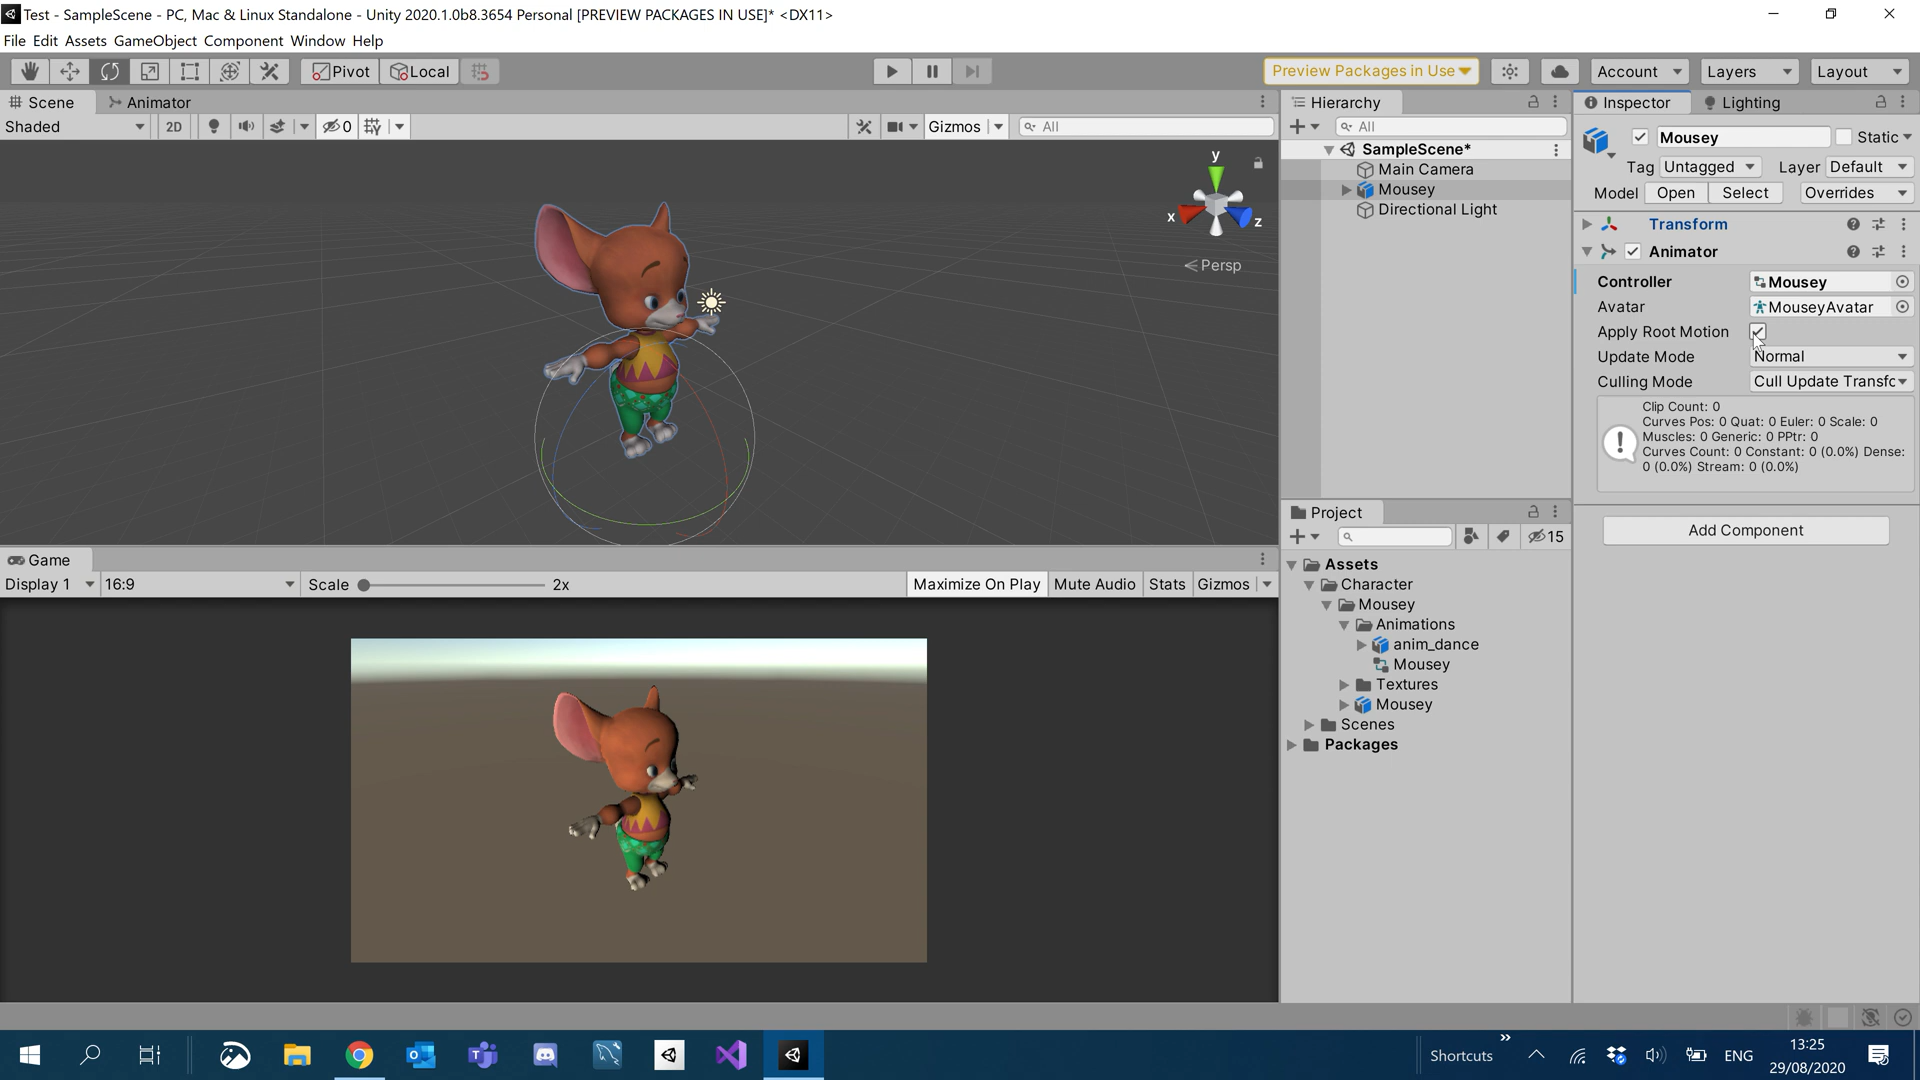 Test - SampleScene - PC, Mac & Linux Standalone - Unity 2020.1.0b8.3654 Personal [PREVIEW PACKAGES IN USE]* <DX11>
File Edit Assets GameObject Component Window Help
Pivot Local Preview Packages in Use Account Layers Layout
Scene Animator
Shaded 2D 0 Gizmos All
y
x
z
Persp
Hierarchy
All
SampleScene*
Main Camera
Mousey
Directional Light
Inspector Lighting
Mousey Static
Tag Untagged Layer Default
Model Open Select Overrides
Transform
Animator
Controller Mousey
Avatar MouseyAvatar
Apply Root Motion
Update Mode Normal
Culling Mode Cull Update Transfc
Clip Count: 0
Curves Pos: 0 Quat: 0 Euler: 0 Scale: 0
Muscles: 0 Generic: 0 PPtr: 0
Curves Count: 0 Constant: 0 (0.0%) Dense:
0 (0.0%) Stream: 0 (0.0%)
Add Component
Project
15
Assets
Character
Mousey
Animations
anim_dance
Mousey
Textures
Mousey
Scenes
Packages
Game
Display 1 16:9 Scale 2x Maximize On Play Mute Audio Stats Gizmos
Shortcuts ENG
13:25
29/08/2020